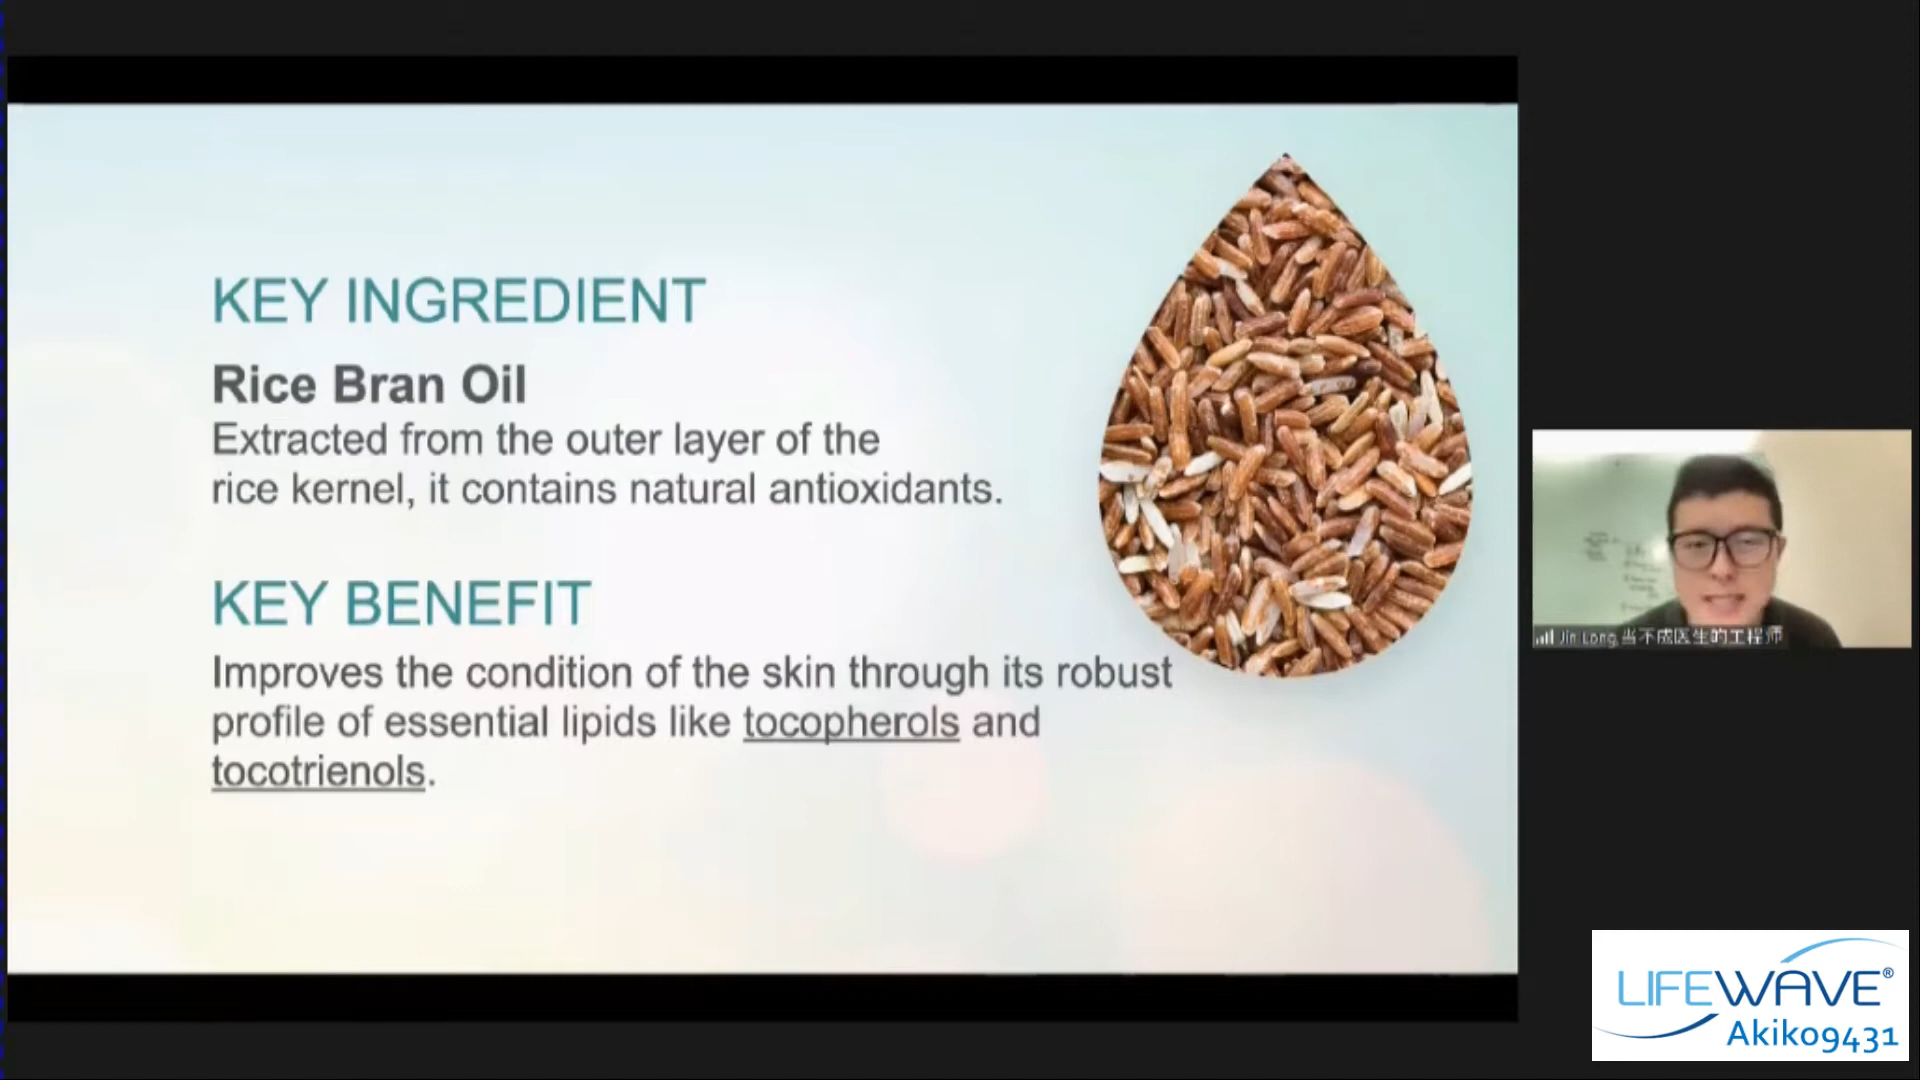 KEY INGREDIENT
Rice Bran Oil
Extracted from the outer layer of the
rice kernel, it contains natural antioxidants.
KEY BENEFIT
Improves the condition of the skin through its robust
profile of essential lipids like tocopherols and
tocotrienols.
Jin Long 当不成医生的工程师
LIFEWAVE®
Akiko9431